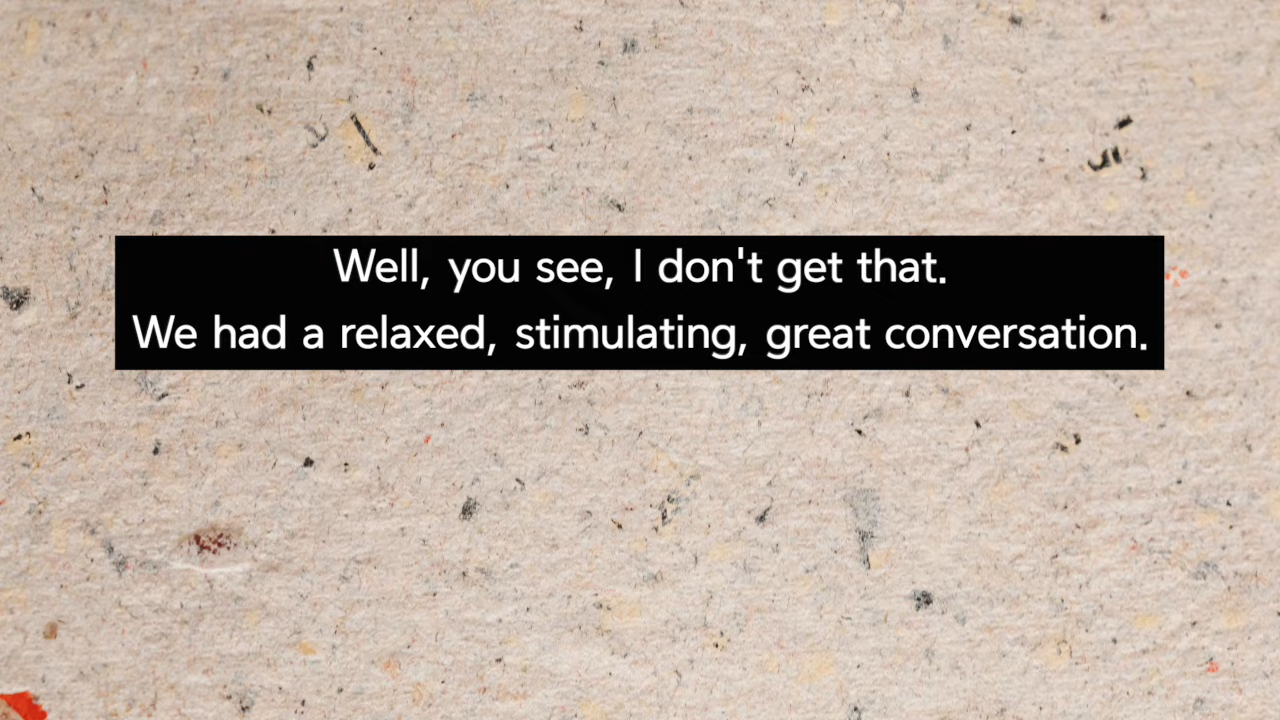 Well, you see, I don't get that.
We had a relaxed, stimulating, great conversation.